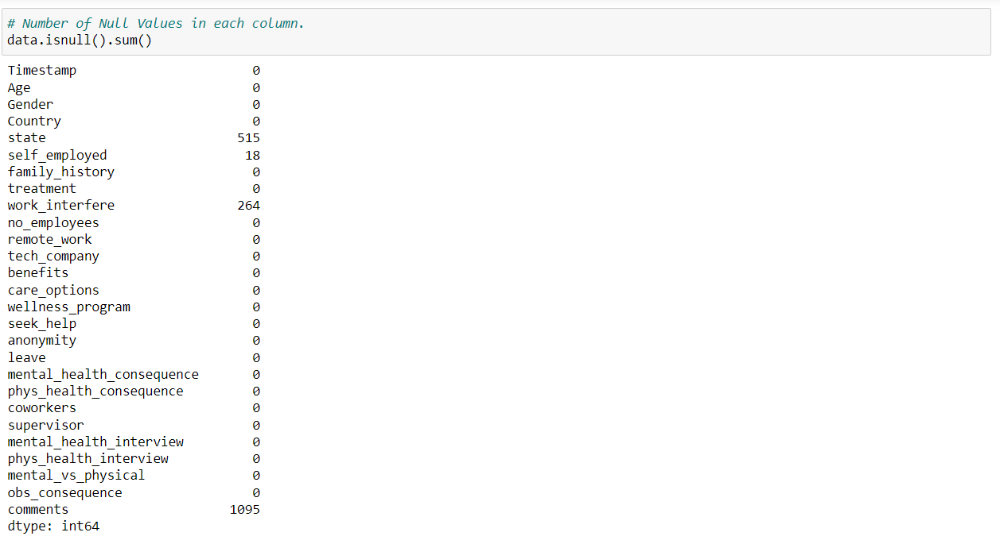 # Number of Null Values in each column.
data.isnull().sum()
Timestamp 0
Age 0
Gender 0
Country 0
state 515
self_employed 18
family_history 0
treatment 0
work_interfere 264
no_employees 0
remote_work 0
tech_company 0
benefits 0
care_options 0
wellness_program 0
seek_help 0
anonymity 0
leave 0
mental_health_consequence 0
phys_health_consequence 0
coworkers 0
supervisor 0
mental_health_interview 0
phys_health_interview 0
mental_vs_physical 0
obs_consequence 0
comments 1095
dtype: int64